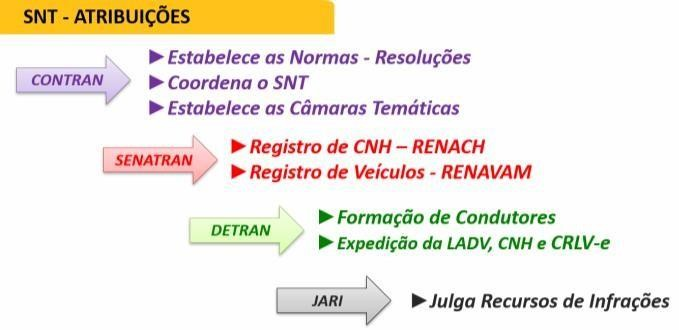 SNT - ATRIBUIÇÕES
CONTRAN
►Estabelece as Normas - Resoluções
►Coordena o SNT
►Estabelece as Câmaras Temáticas
SENATRAN
►Registro de CNH – RENACH
►Registro de Veículos - RENAVAM
DETRAN
►Formação de Condutores
►Expedição da LADV, CNH e CRLV-e
JARI
►Julga Recursos de Infrações